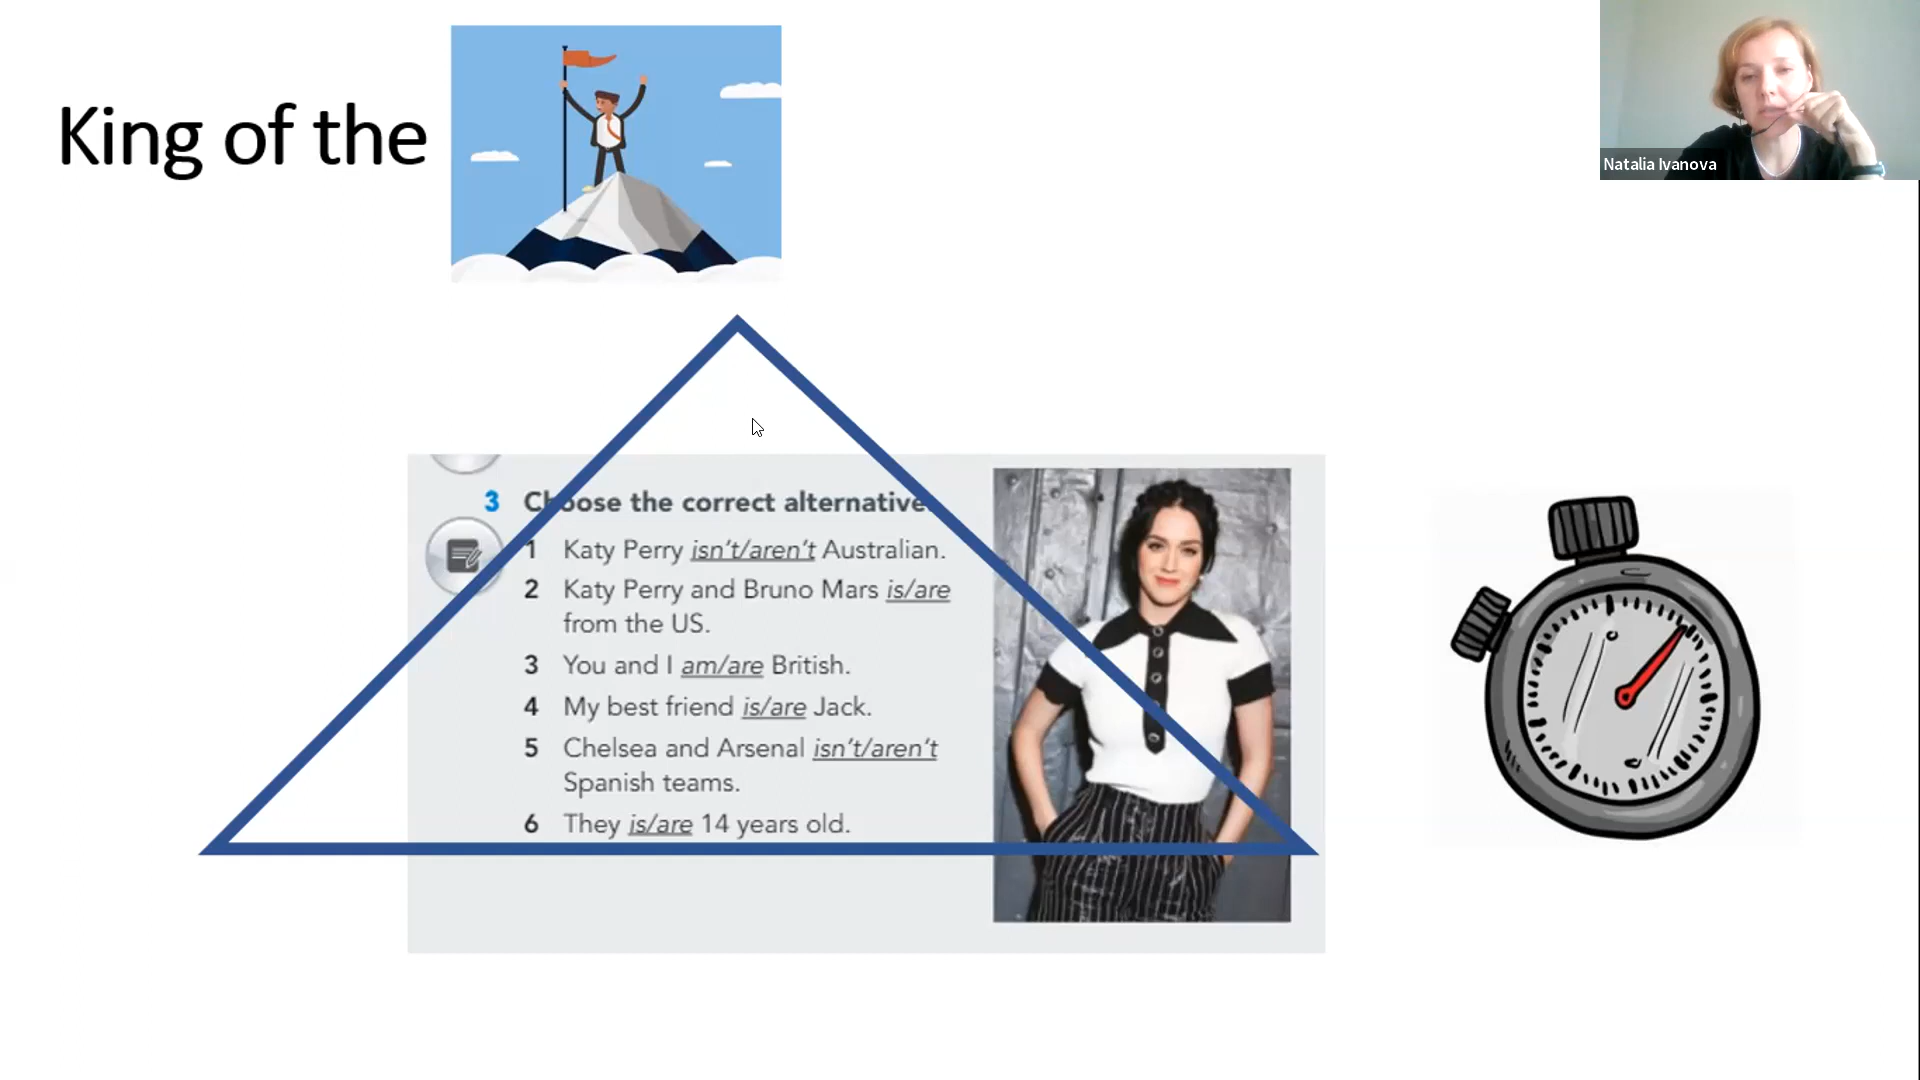 King of the
Natalia Ivanova
3 Choose the correct alternative.
1 Katy Perry isn't/aren't Australian.
2 Katy Perry and Bruno Mars is/are
from the US.
3 You and I am/are British.
4 My best friend is/are Jack.
5 Chelsea and Arsenal isn't/aren't
Spanish teams.
6 They is/are 14 years old.